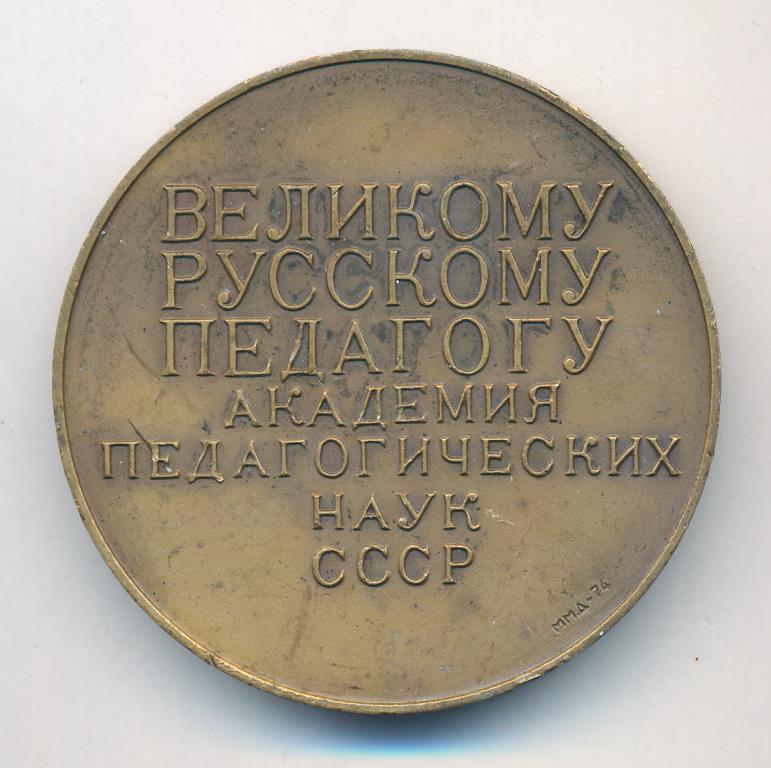 ВЕЛИКОМУ
РУССКОМУ
ПЕДАГОГУ
АКАДЕМИЯ
ПЕДАГОГИЧЕСКИХ
НАУК
СССР
ММД-74